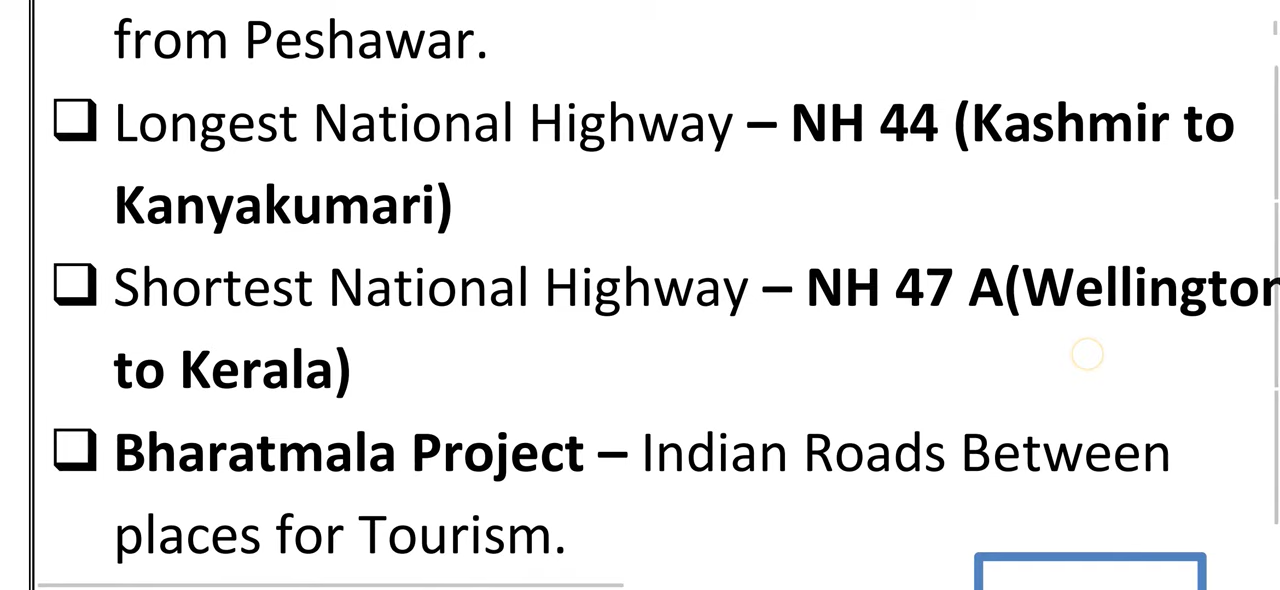 from Peshawar.
❑ Longest National Highway – NH 44 (Kashmir to
Kanyakumari)
❑ Shortest National Highway – NH 47 A(Wellington
to Kerala)
❑ Bharatmala Project – Indian Roads Between
places for Tourism.